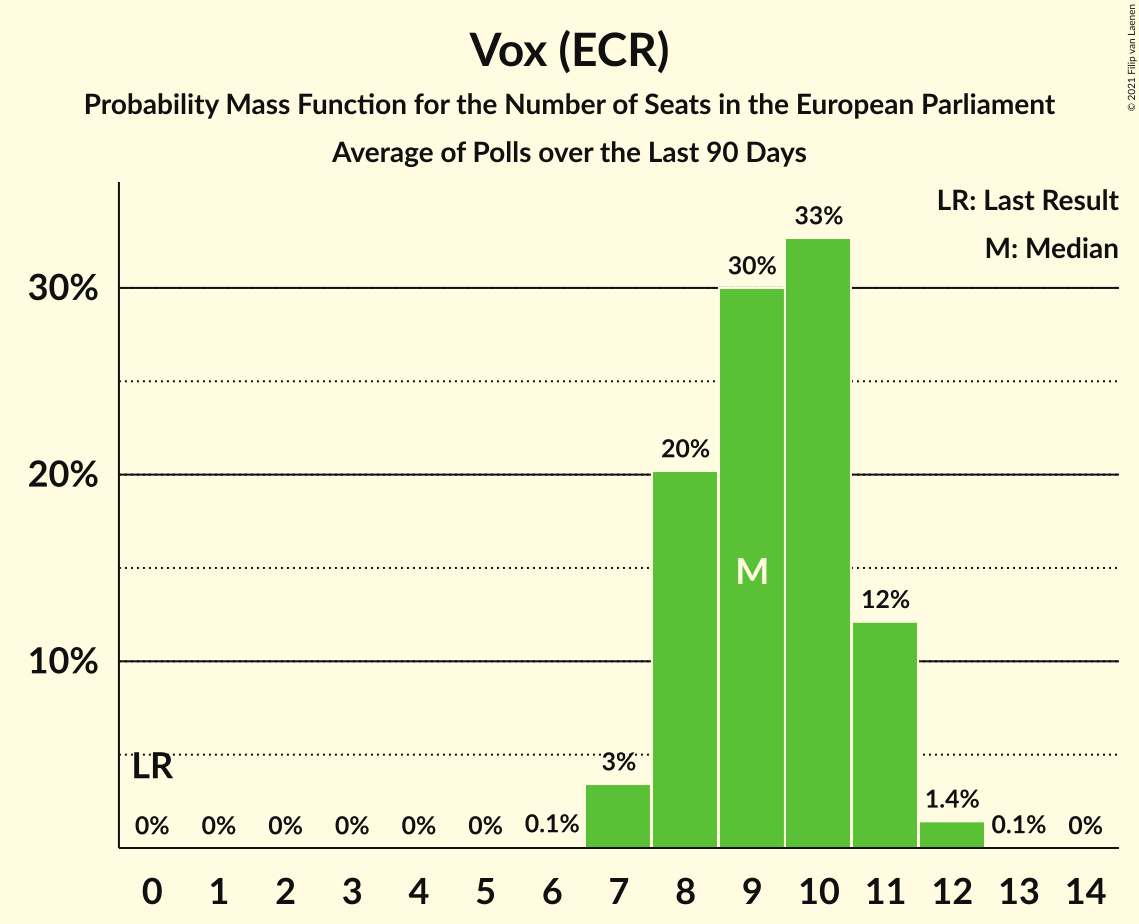 Vox (ECR)
Probability Mass Function for the Number of Seats in the European Parliament
Average of Polls over the Last 90 Days
© 2021 Filip van Laenen
LR: Last Result
M: Median
30%
20%
10%
33%
30%
20%
M
12%
LR
3%
0% 0% 0% 0% 0% 0% 0.1% 1.4% 0.1% 0%
0 1 2 3 4 5 6 7 8 9 10 11 12 13 14